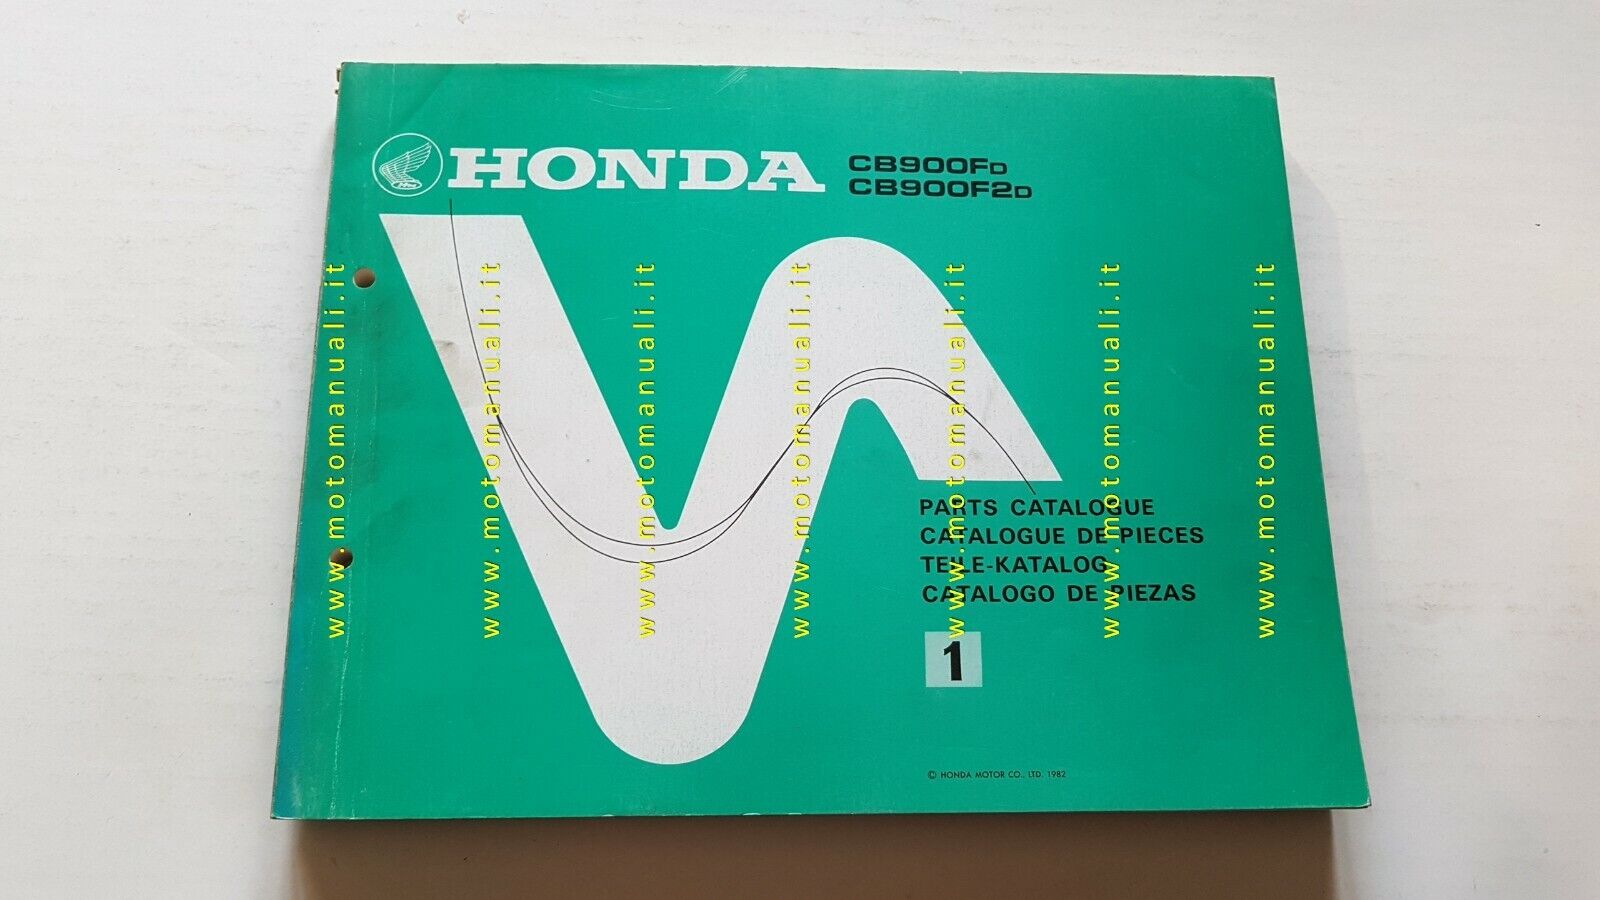 HONDA
CB900FD
CB900F2D
PARTS CATALOGUE
CATALOGUE DE PIECES
TEILE-KATALOG
CATALOGO DE PIEZAS
1
© HONDA MOTOR CO., LTD. 1982
www.motomanuali.it
www.motomanuali.it
www.motomanuali.it
www.motomanuali.it
www.motomanuali.it
www.motomanuali.it
www.motomanuali.it